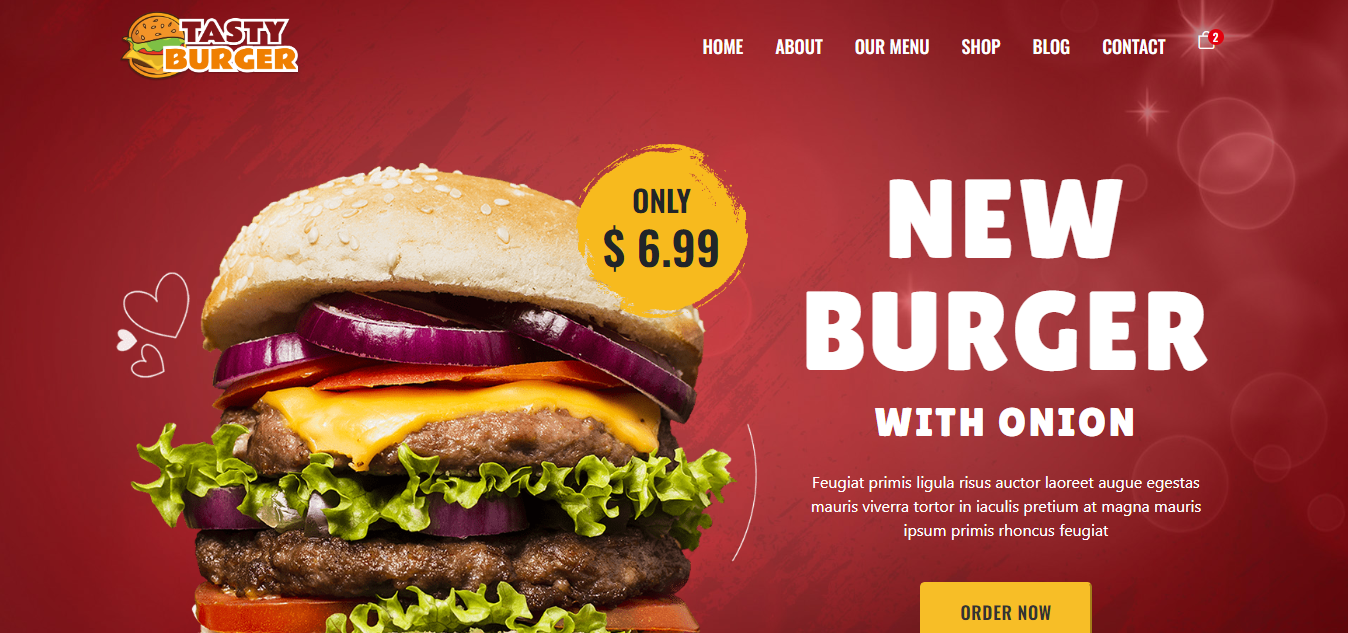 TASTY
BURGER
HOME ABOUT OUR MENU SHOP BLOG CONTACT 2
ONLY
$ 6.99
NEW
BURGER
WITH ONION
Feugiat primis ligula risus auctor laoreet augue egestas
mauris viverra tortor in iaculis pretium at magna mauris
ipsum primis rhoncus feugiat
ORDER NOW